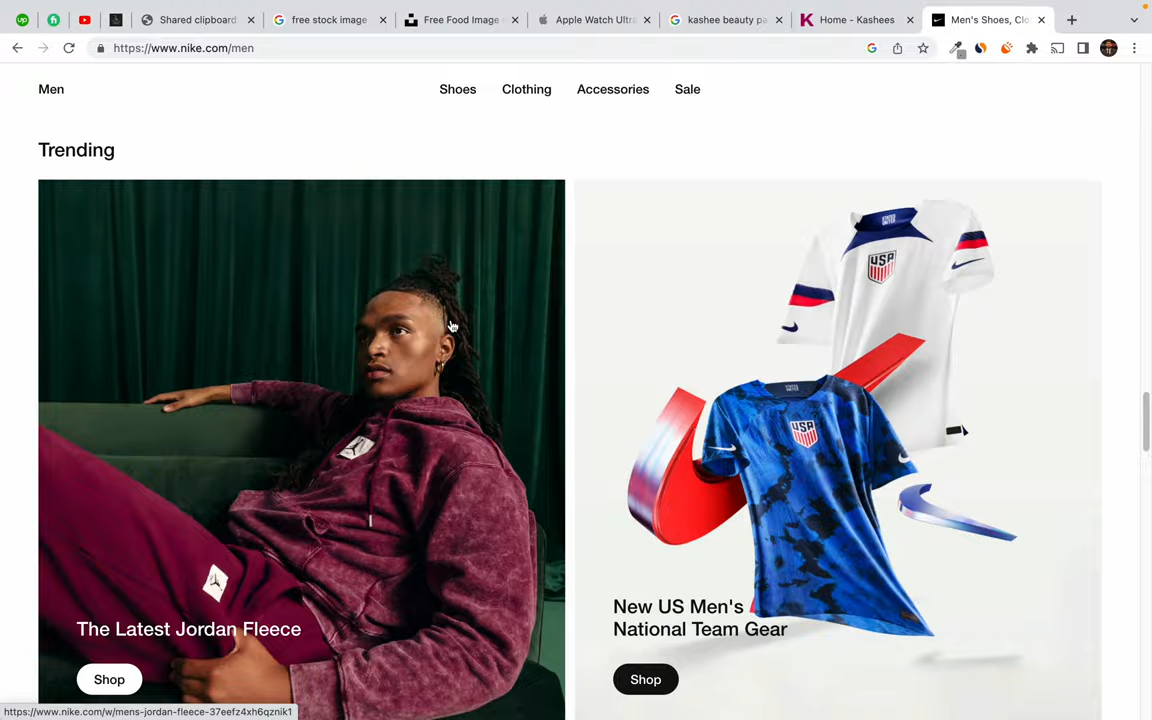 Shared clipboard
free stock image
Free Food Image
Apple Watch Ultra
kashee beauty pa
Home - Kashees
Men's Shoes, Clo
https://www.nike.com/men
Men
Shoes
Clothing
Accessories
Sale
Trending
The Latest Jordan Fleece
Shop
USA
USA
New US Men's
National Team Gear
Shop
https://www.nike.com/w/mens-jordan-fleece-37eefz4xh6qznik1